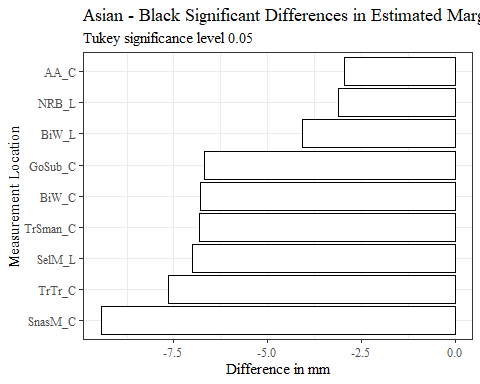 Asian - Black Significant Differences in Estimated Marg
Tukey significance level 0.05
Measurement Location
AA_C
NRB_L
BiW_L
GoSub_C
BiW_C
TrSman_C
SelM_L
TrTr_C
SnasM_C
-7.5 -5.0 -2.5 0.0
Difference in mm